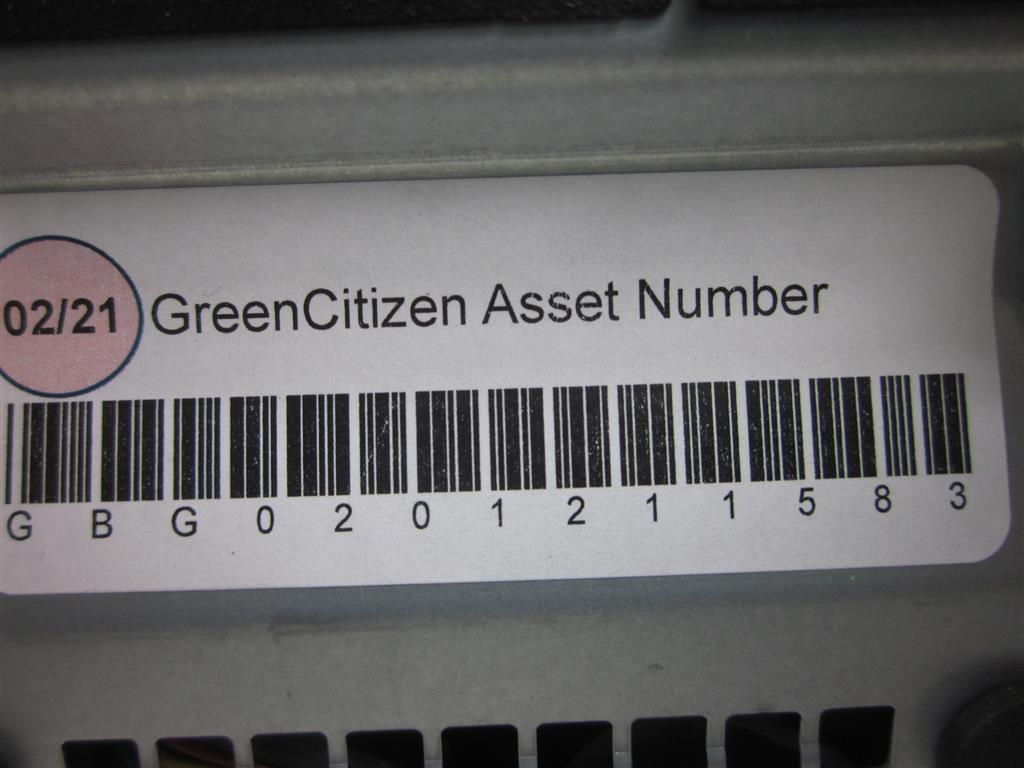 02/21 GreenCitizen Asset Number
G B G 0 2 0 1 2 1 1 5 8 3